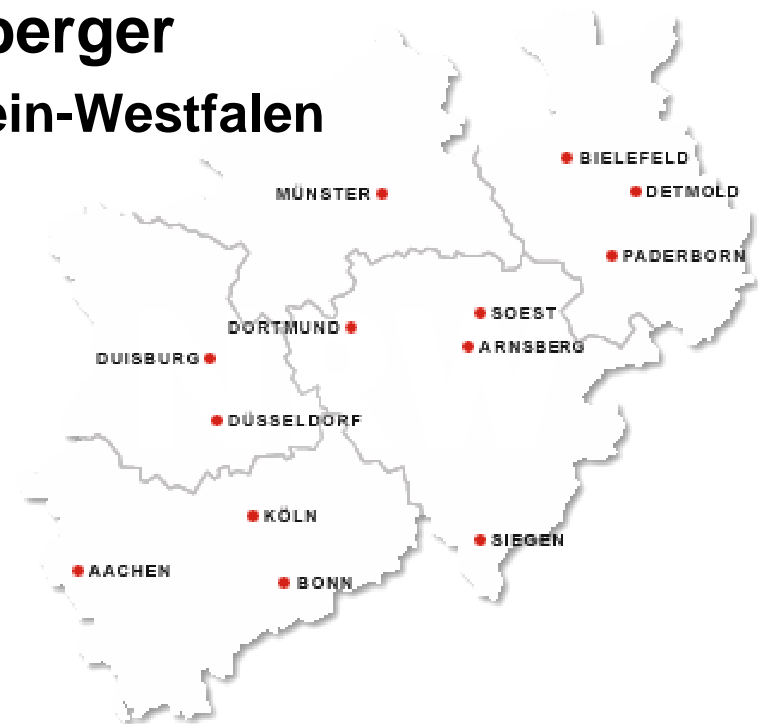 berger
ein-Westfalen
BIELEFELD
MÜNSTER
DETMOLD
PADERBORN
SOEST
DORTMUND
ARNSBERG
DUISBURG
DÜSSELDORF
KÖLN
SIEGEN
AACHEN
BONN